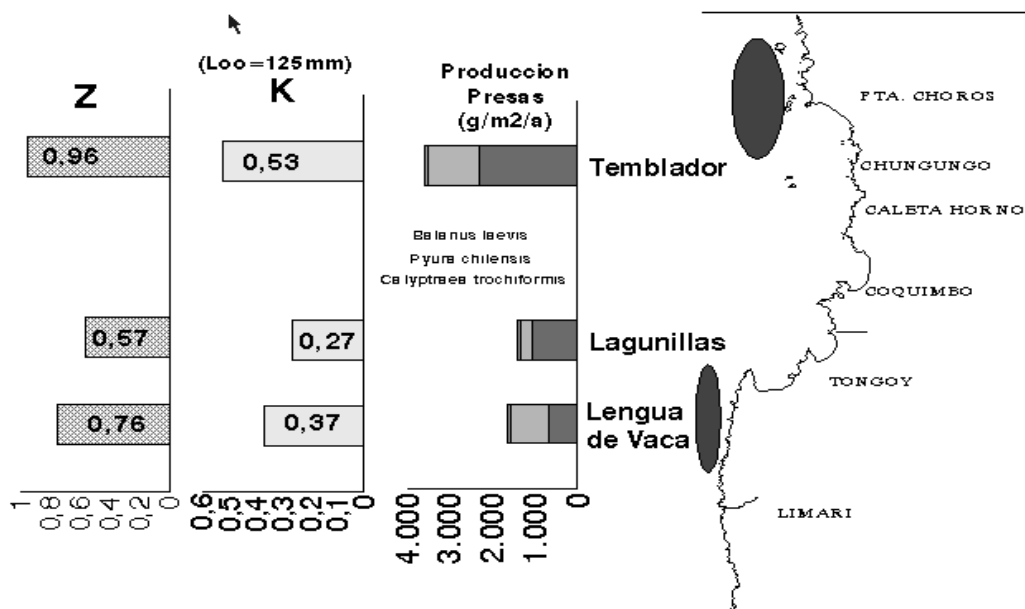 (Loo=125mm)
Z
K
Produccion
Presas
(g/m2/a)
0,96
0,53
Temblador
Balanus laevis
Pyura chilensis
Calyptraea trochiformis
0,57
0,27
Lagunillas
0,76
0,37
Lengua
de Vaca
1
0,8
0,6
0,4
0,2
0
0,6
0,5
0,4
0,3
0,2
0,1
0
4.000
3.000
2.000
1.000
0
PTA. CHOROS
CHUNGUNGO
CALETA HORNO
COQUIMBO
TONGOY
LIMARI